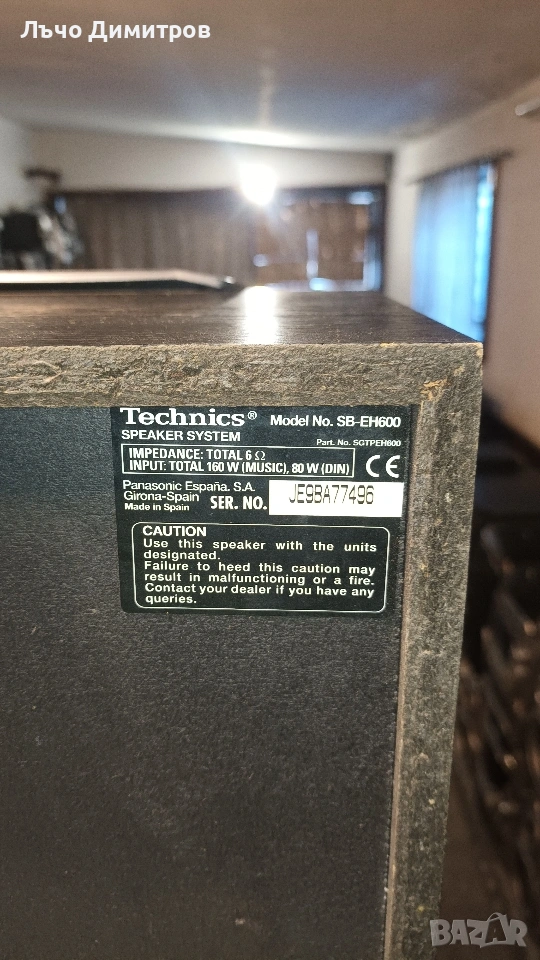 Лъчо Димитров
Technics® Model No. SB-EH600
SPEAKER SYSTEM Part. No. SGTPEH600
IMPEDANCE: TOTAL 6 Ω
INPUT: TOTAL 160 W (MUSIC), 80 W (DIN)
CE
Panasonic España. S.A.
Girona-Spain
Made in Spain
SER. NO. JE9BA77496
CAUTION
Use this speaker with the units
designated.
Failure to heed this caution may
result in malfunctioning or a fire.
Contact your dealer if you have any
queries.
BAZAR